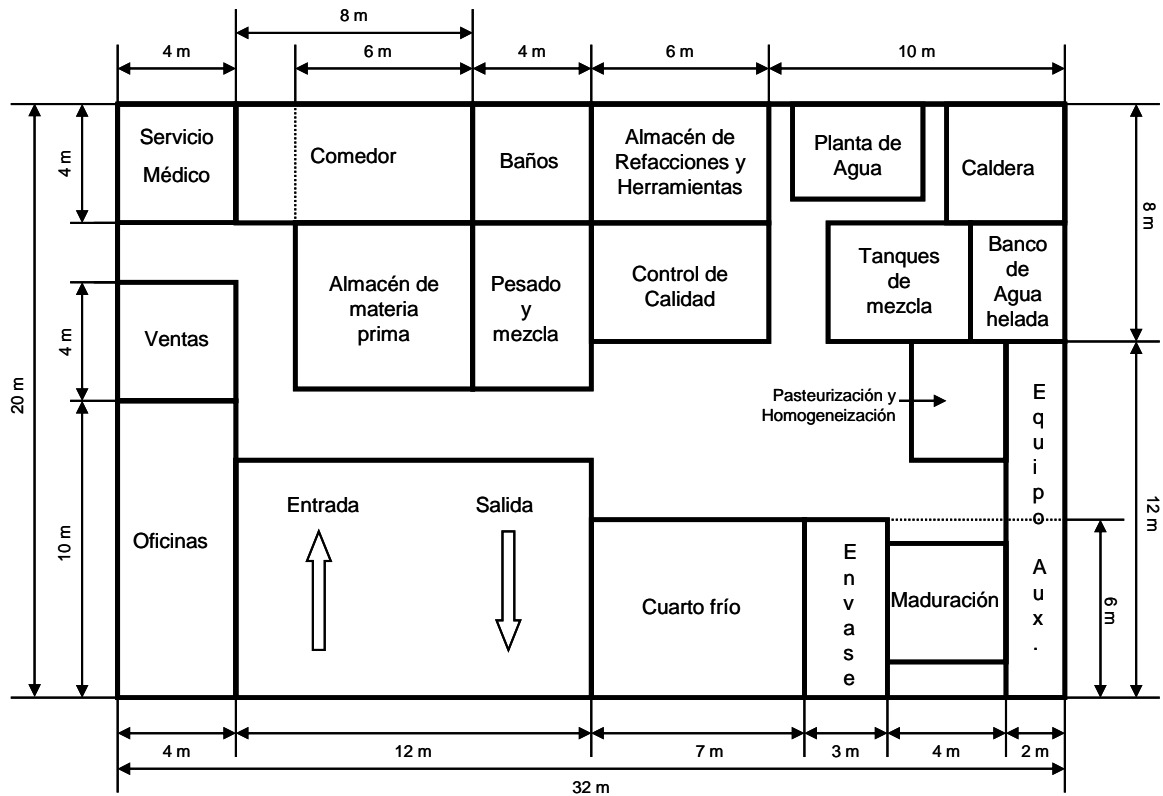 8 m
4 m
6 m
4 m
6 m
10 m
4 m
Servicio
Médico
Comedor
Baños
Almacén de
Refacciones y
Herramientas
Planta de
Agua
Caldera
8 m
Almacén de
materia
prima
Pesado
y
mezcla
Control de
Calidad
Tanques
de
mezcla
Banco
de
Agua
helada
4 m
Ventas
20 m
Pasteurización y
Homogeneización
Equipo Aux.
12 m
10 m
Oficinas
Entrada
Salida
Cuarto frío
Envase
Maduración
6 m
4 m
12 m
7 m
3 m
4 m
2 m
32 m